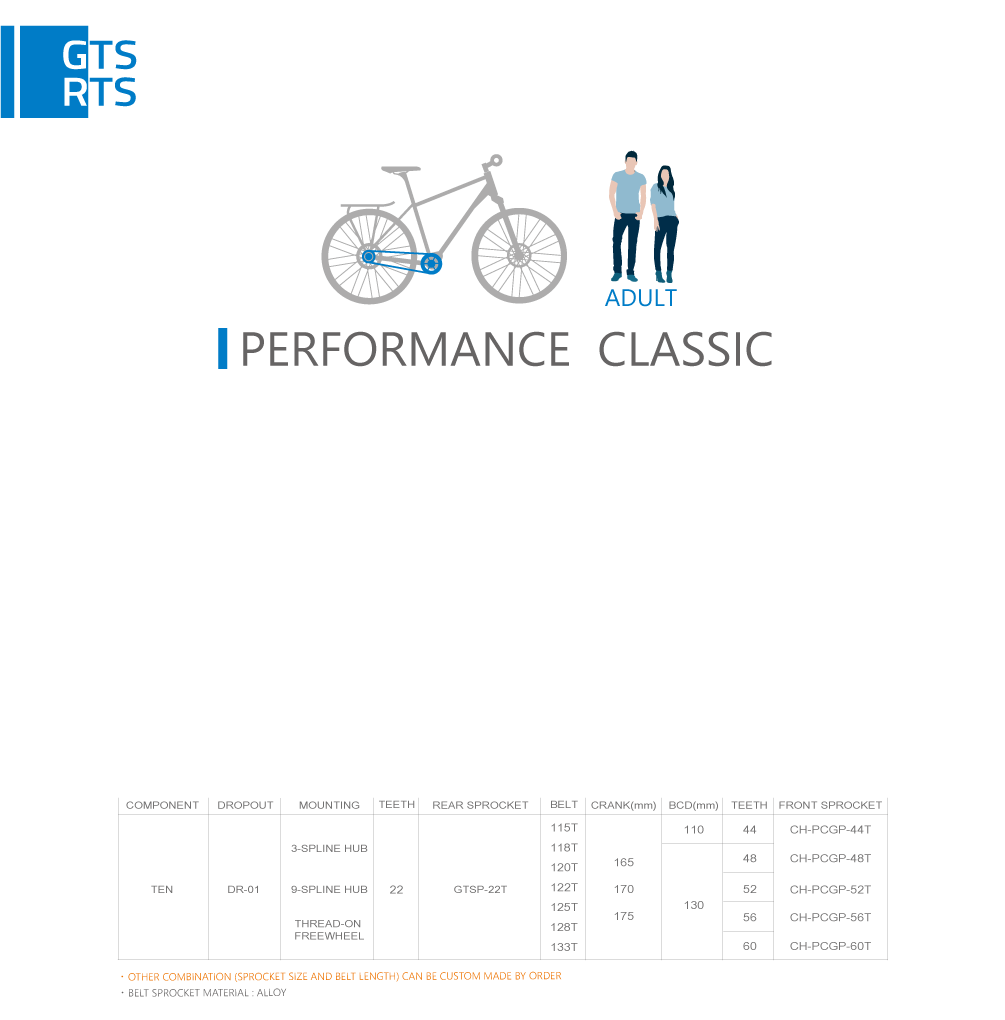 GTS
RTS
ADULT
PERFORMANCE CLASSIC
COMPONENT DROPOUT MOUNTING TEETH REAR SPROCKET BELT CRANK(mm) BCD(mm) TEETH FRONT SPROCKET
115T 110 44 CH-PCGP-44T
3-SPLINE HUB 118T 48 CH-PCGP-48T
120T 165
TEN DR-01 9-SPLINE HUB 22 GTSP-22T 122T 170 52 CH-PCGP-52T
125T 130
THREAD-ON 175 56 CH-PCGP-56T
FREEWHEEL 128T
133T 60 CH-PCGP-60T
· OTHER COMBINATION (SPROCKET SIZE AND BELT LENGTH) CAN BE CUSTOM MADE BY ORDER
· BELT SPROCKET MATERIAL : ALLOY